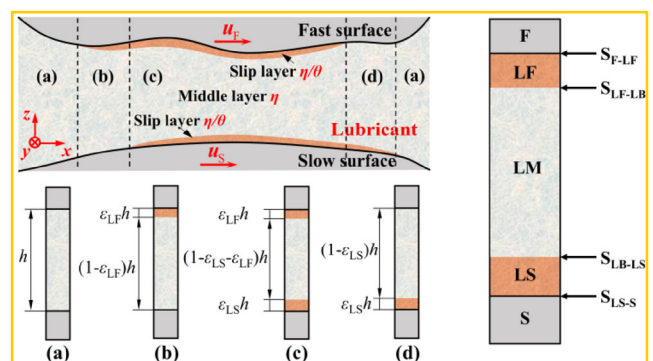 u_F
Fast surface
(a)
(b)
(c)
(d)
(a)
Slip layer η/θ
Middle layer η
Slip layer η/θ
Lubricant
z
y
x
u_S
Slow surface
h
ε_LF h
(1-ε_LF)h
ε_LF h
(1-ε_LS-ε_LF)h
ε_LS h
(1-ε_LS)h
ε_LS h
(a)
(b)
(c)
(d)
F
S_F-LF
LF
S_LF-LB
LM
S_LB-LS
LS
S_LS-S
S